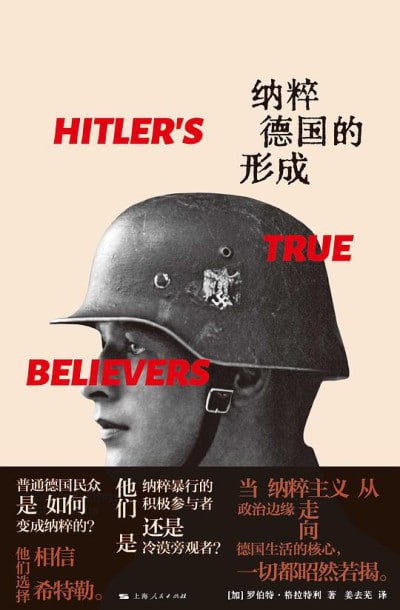 纳粹
德国的
形成
HITLER'S
TRUE
BELIEVERS
普通德国民众
是 如何
变成纳粹的?
他们选择
相信
希特勒。
他们是
纳粹暴行的
积极参与者
还是
冷漠旁观者?
当 纳粹主义 从
政治边缘 走向
德国生活的核心,
一切都昭然若揭。
上海人民出版社
[加] 罗伯特·格拉特利 著 姜去芜 译